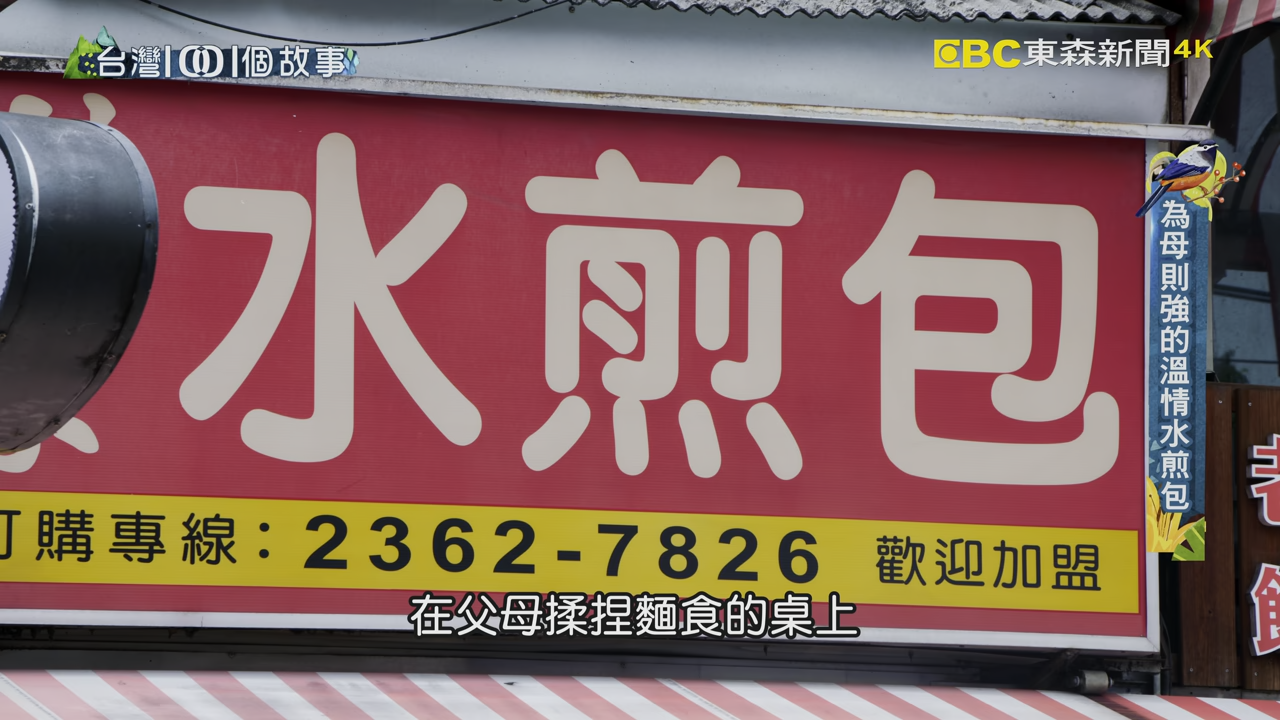 台灣1001個故事
EBC東森新聞4K
水煎包
為母則強的溫情水煎包
訂購專線：2362-7826 歡迎加盟
在父母揉捏麵食的桌上